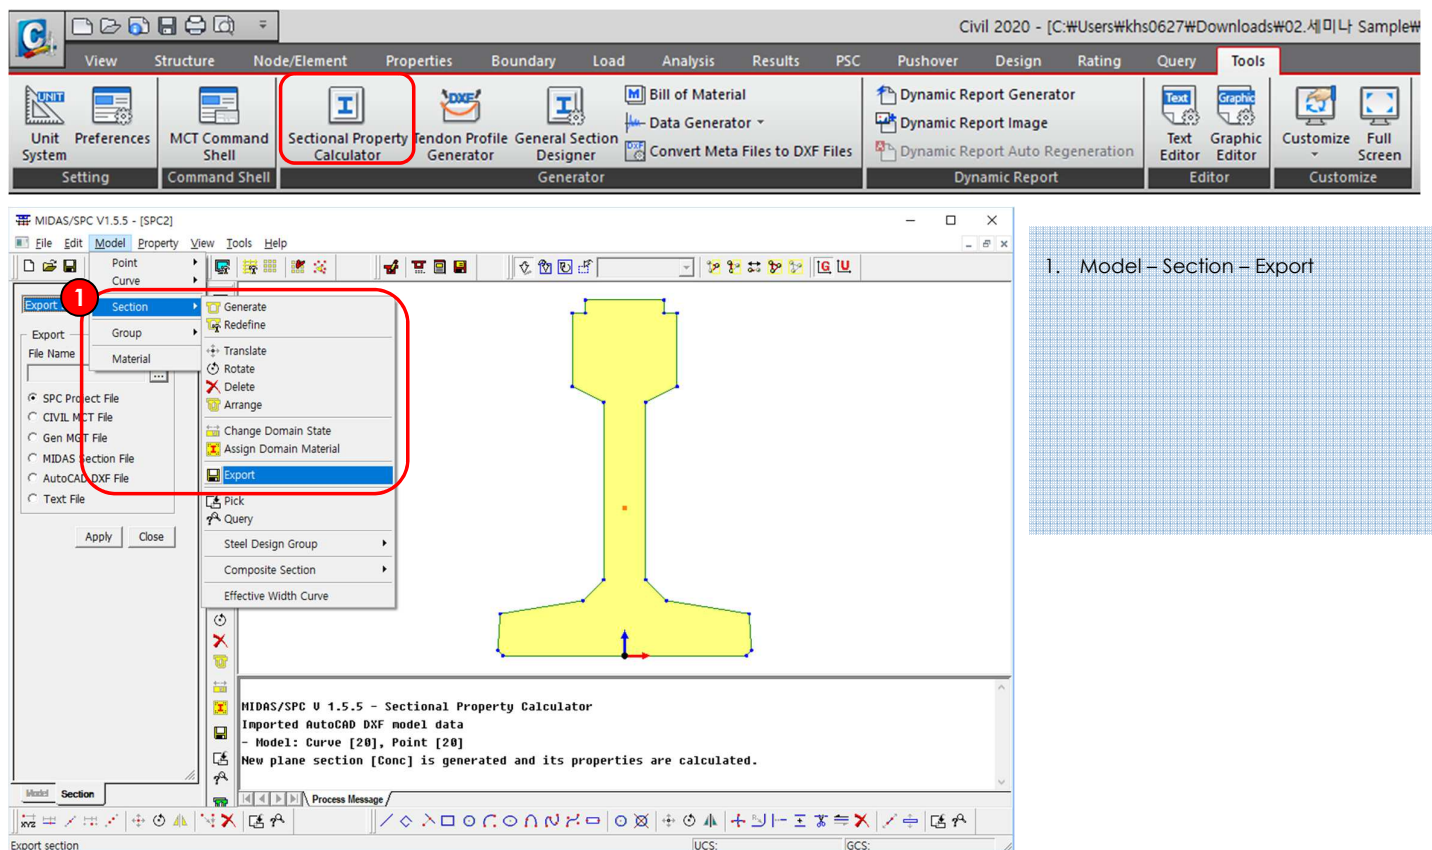 Civil 2020 - [C:₩Users₩khs0627₩Downloads₩02.세미나 Sample₩
View Structure Node/Element Properties Boundary Load Analysis Results PSC Pushover Design Rating Query Tools
UNIT DXF M Bill of Material Dynamic Report Generator Text Graphic
Data Generator Dynamic Report Image
Unit System Preferences MCT Command Shell Sectional Property Calculator Tendon Profile Generator General Section Designer DXF Convert Meta Files to DXF Files Dynamic Report Auto Regeneration Text Editor Graphic Editor Customize Full Screen
Setting Command Shell Generator Dynamic Report Editor Customize
MIDAS/SPC V1.5.5 - [SPC2]
File Edit Model Property View Tools Help
Point
Curve
Section
Group
Material
Generate
Redefine
Translate
Rotate
Delete
Arrange
Change Domain State
Assign Domain Material
Export
Pick
Query
Steel Design Group
Composite Section
Effective Width Curve
Export
1
Export
File Name
...
SPC Project File
CIVIL MCT File
Gen MGT File
MIDAS Section File
AutoCAD DXF File
Text File
Apply Close
1. Model – Section – Export
MIDAS/SPC V 1.5.5 - Sectional Property Calculator
Imported AutoCAD DXF model data
- Model: Curve [20], Point [20]
New plane section [Conc] is generated and its properties are calculated.
Model Section
Process Message
XYZ
Export section UCS: GCS: